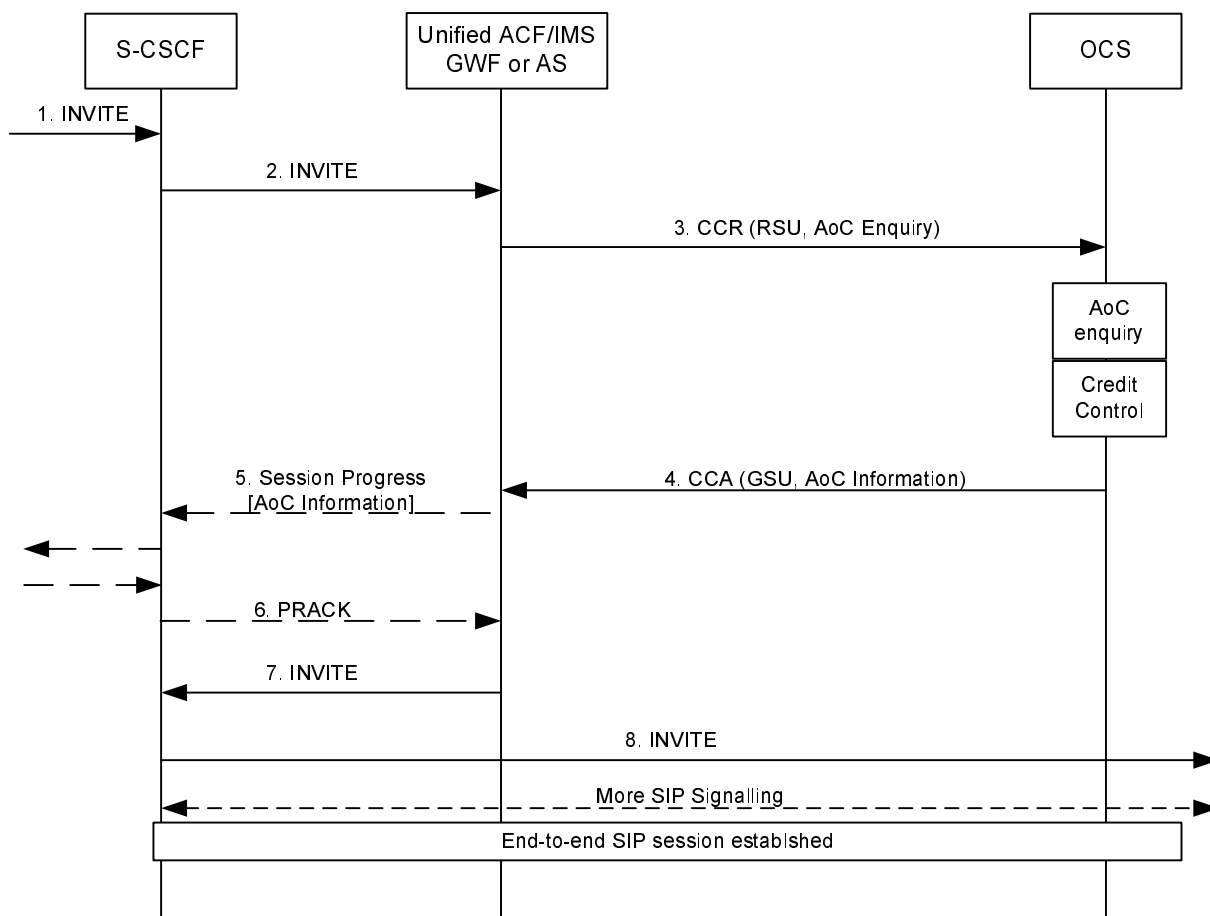 S-CSCF
Unified ACF/IMS
GWF or AS
OCS
1. INVITE
2. INVITE
3. CCR (RSU, AoC Enquiry)
AoC
enquiry
Credit
Control
4. CCA (GSU, AoC Information)
5. Session Progress
[AoC Information]
6. PRACK
7. INVITE
8. INVITE
More SIP Signalling
End-to-end SIP session establshed